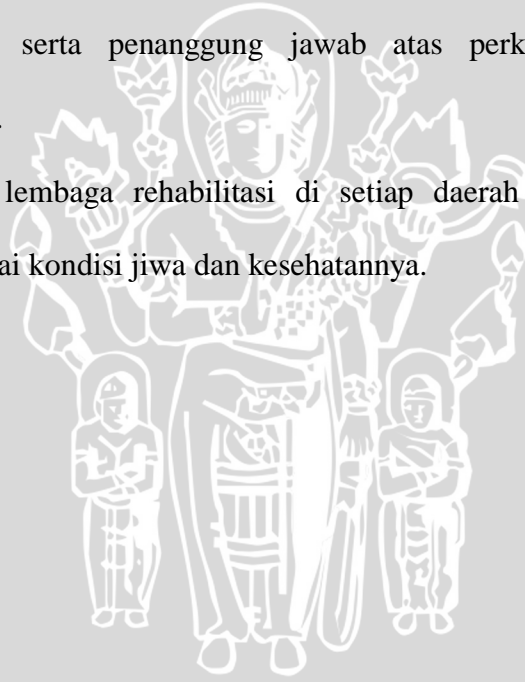 serta penanggung jawab atas perk
.
lembaga rehabilitasi di setiap daerah
ai kondisi jiwa dan kesehatannya.